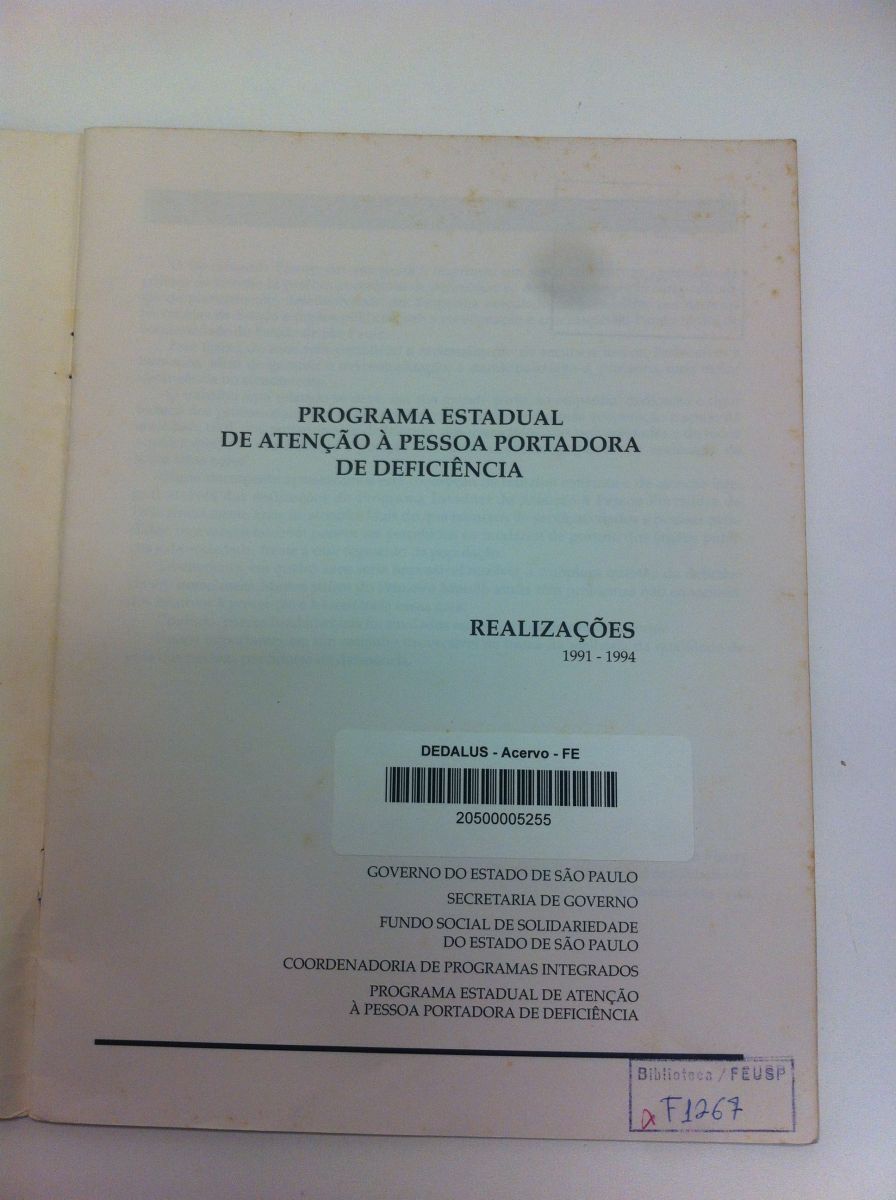 PROGRAMA ESTADUAL
DE ATENÇÃO À PESSOA PORTADORA
DE DEFICIÊNCIA
REALIZAÇÕES
1991 - 1994
DEDALUS - Acervo - FE
20500005255
GOVERNO DO ESTADO DE SÃO PAULO
SECRETARIA DE GOVERNO
FUNDO SOCIAL DE SOLIDARIEDADE
DO ESTADO DE SÃO PAULO
COORDENADORIA DE PROGRAMAS INTEGRADOS
PROGRAMA ESTADUAL DE ATENÇÃO
À PESSOA PORTADORA DE DEFICIÊNCIA
Biblioteca / FEUSP
F1267